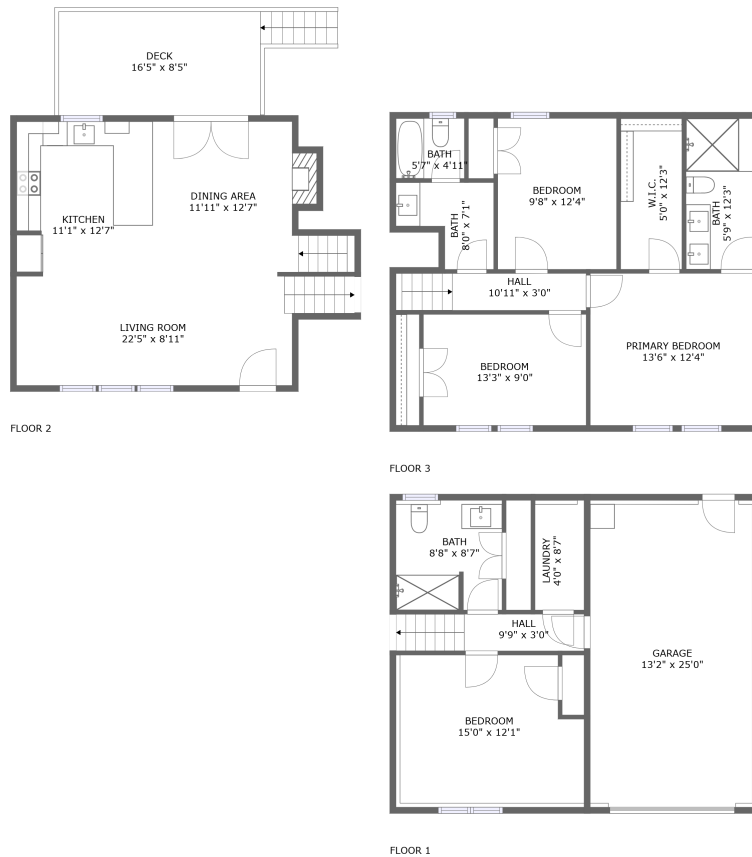 DECK
16'5" x 8'5"
DINING AREA
11'11" x 12'7"
KITCHEN
11'1" x 12'7"
LIVING ROOM
22'5" x 8'11"
FLOOR 2
BATH
5'7" x 4'11"
BATH
8'0" x 7'1"
BEDROOM
9'8" x 12'4"
W.I.C.
5'0" x 12'3"
BATH
5'9" x 12'3"
HALL
10'11" x 3'0"
BEDROOM
13'3" x 9'0"
PRIMARY BEDROOM
13'6" x 12'4"
FLOOR 3
BATH
8'8" x 8'7"
LAUNDRY
4'0" x 8'7"
HALL
9'9" x 3'0"
GARAGE
13'2" x 25'0"
BEDROOM
15'0" x 12'1"
FLOOR 1